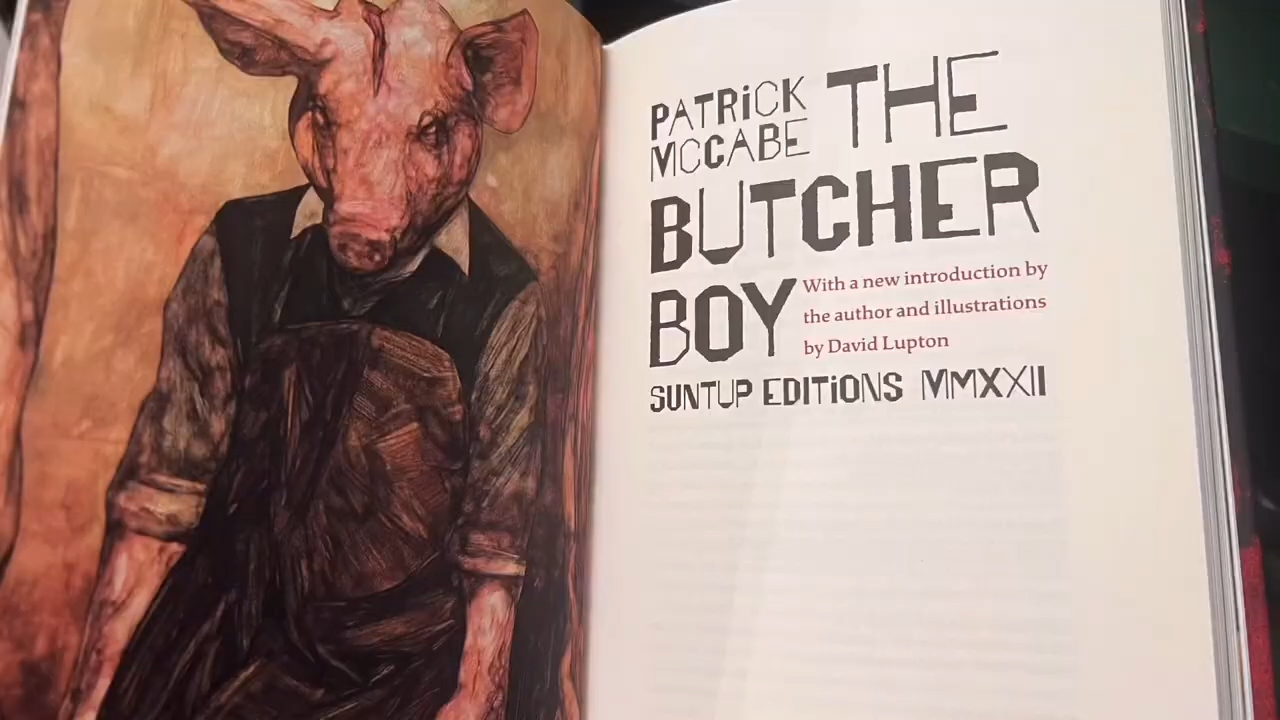 PATRiCK
MCCABE
THE
BUTCHER
BOY
With a new introduction by
the author and illustrations
by David Lupton
SUNTUP EDITiONS MMXXII